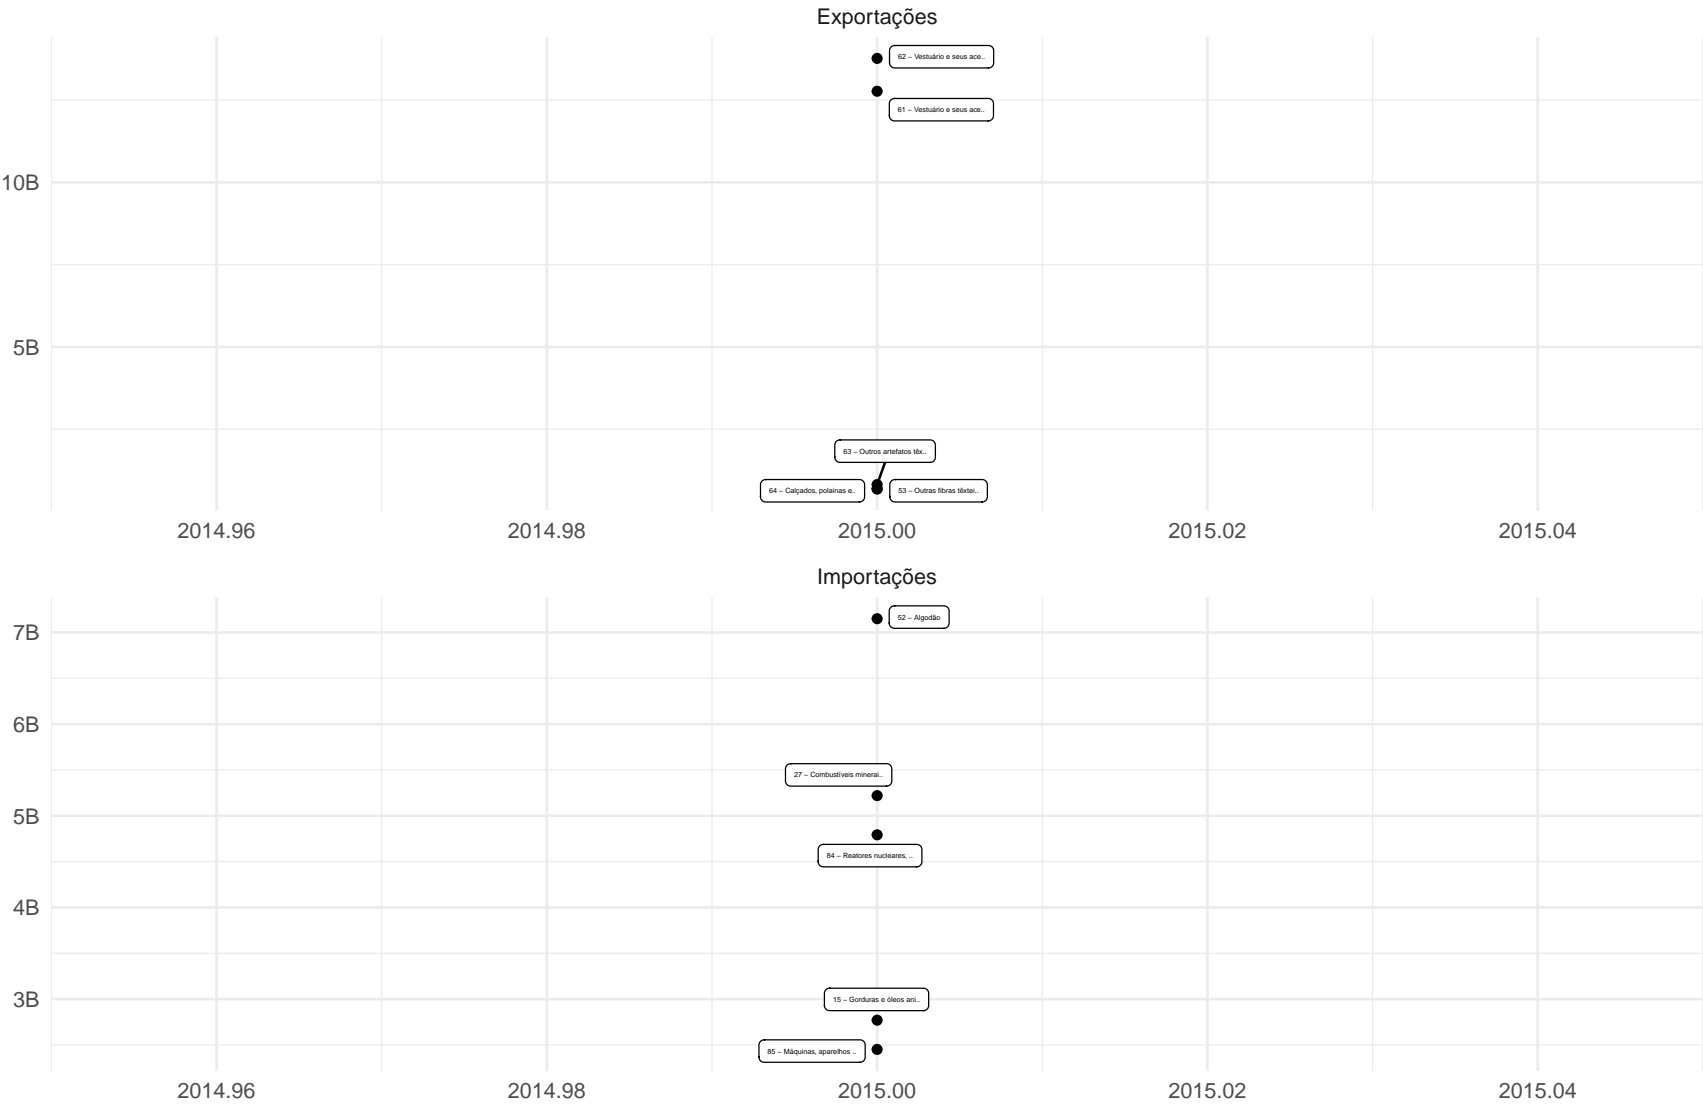 Exportações
62 – Vestuário e seus ace..
61 – Vestuário e seus ace..
10B
5B
63 – Outros artefatos têx..
64 – Calçados, polainas e..
53 – Outras fibras têxtei..
2014.96
2014.98
2015.00
2015.02
2015.04
Importações
52 – Algodão
7B
6B
27 – Combustíveis minerai..
5B
84 – Reatores nucleares, ..
4B
15 – Gorduras e óleos ani..
3B
85 – Máquinas, aparelhos ..
2014.96
2014.98
2015.00
2015.02
2015.04